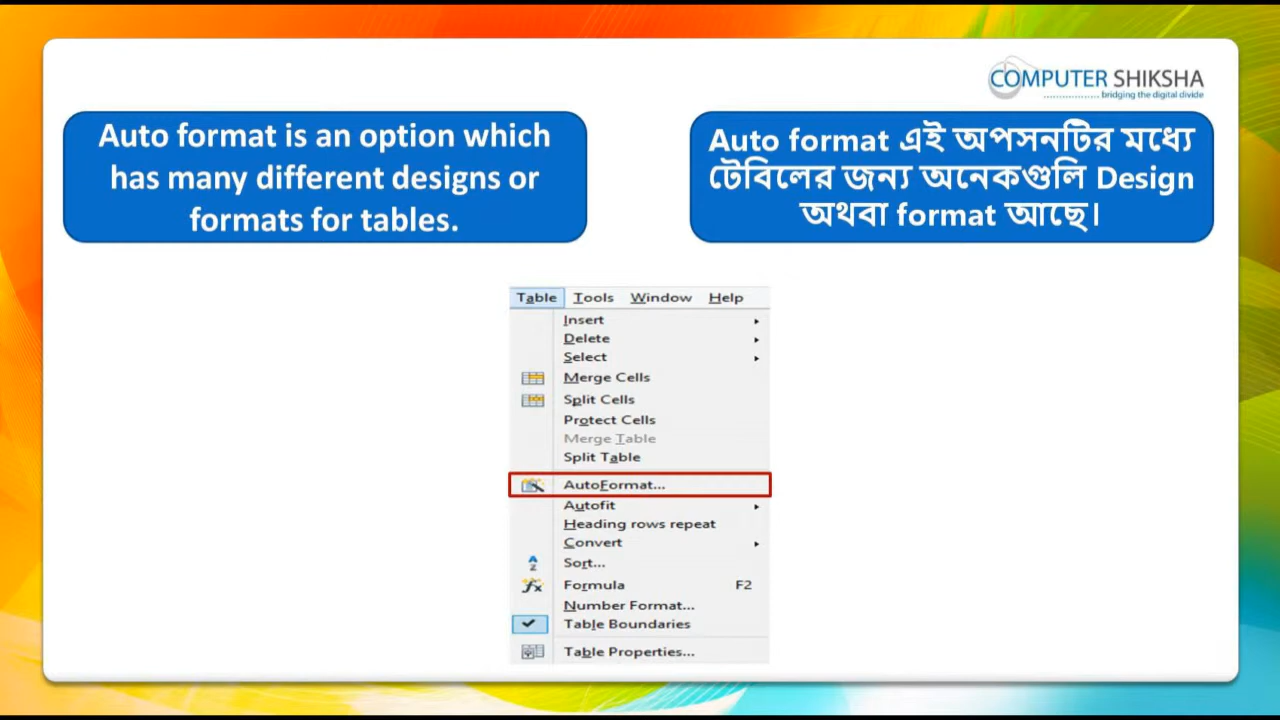 COMPUTER SHIKSHA
bridging the digital divide
Auto format is an option which
has many different designs or
formats for tables.
Auto format এই অপসনটির মধ্যে
টেবিলের জন্য অনেকগুলি Design
অথবা format আছে।
Table Tools Window Help
Insert
Delete
Select
Merge Cells
Split Cells
Protect Cells
Merge Table
Split Table
AutoFormat...
Autofit
Heading rows repeat
Convert
Sort...
Formula F2
Number Format...
Table Boundaries
Table Properties...